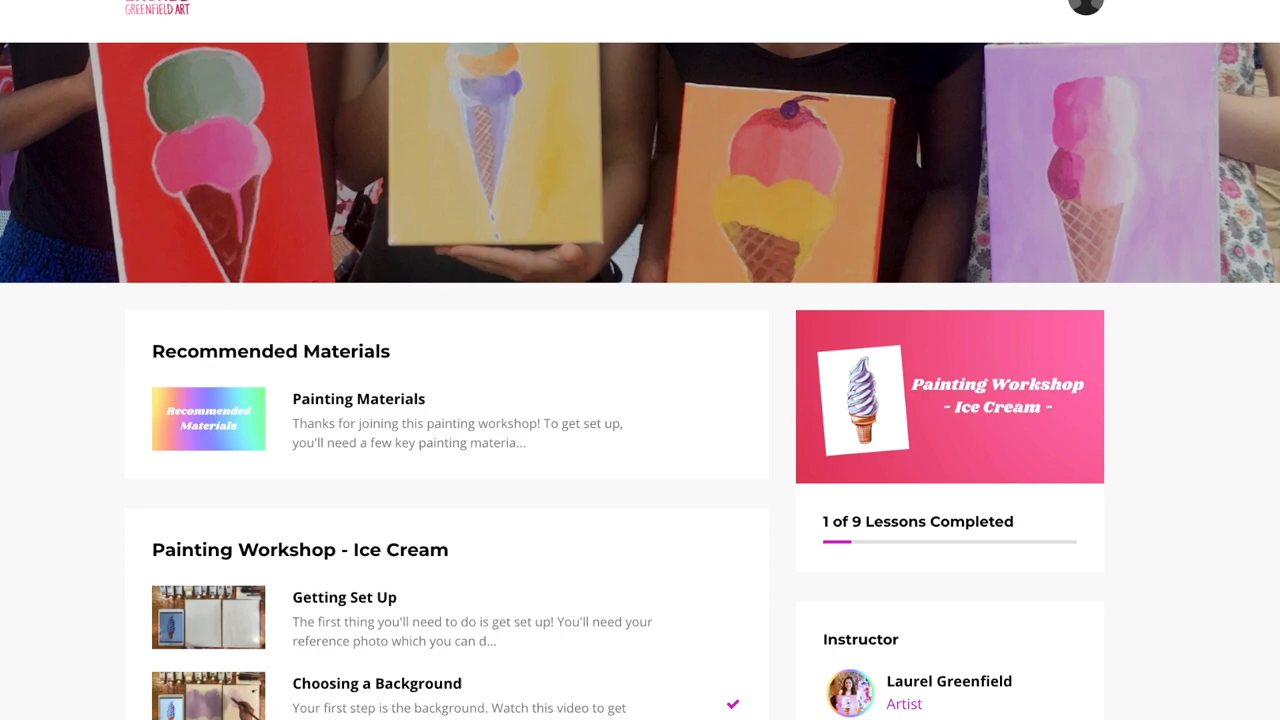 GREENFIELD ART
Recommended Materials
Recommended
Materials
Painting Materials
Thanks for joining this painting workshop! To get set up,
you'll need a few key painting materia...
Painting Workshop - Ice Cream
Getting Set Up
The first thing you'll need to do is get set up! You'll need your
reference photo which you can d...
Choosing a Background
Your first step is the background. Watch this video to get
Painting Workshop
- Ice Cream -
1 of 9 Lessons Completed
Instructor
Laurel Greenfield
Artist